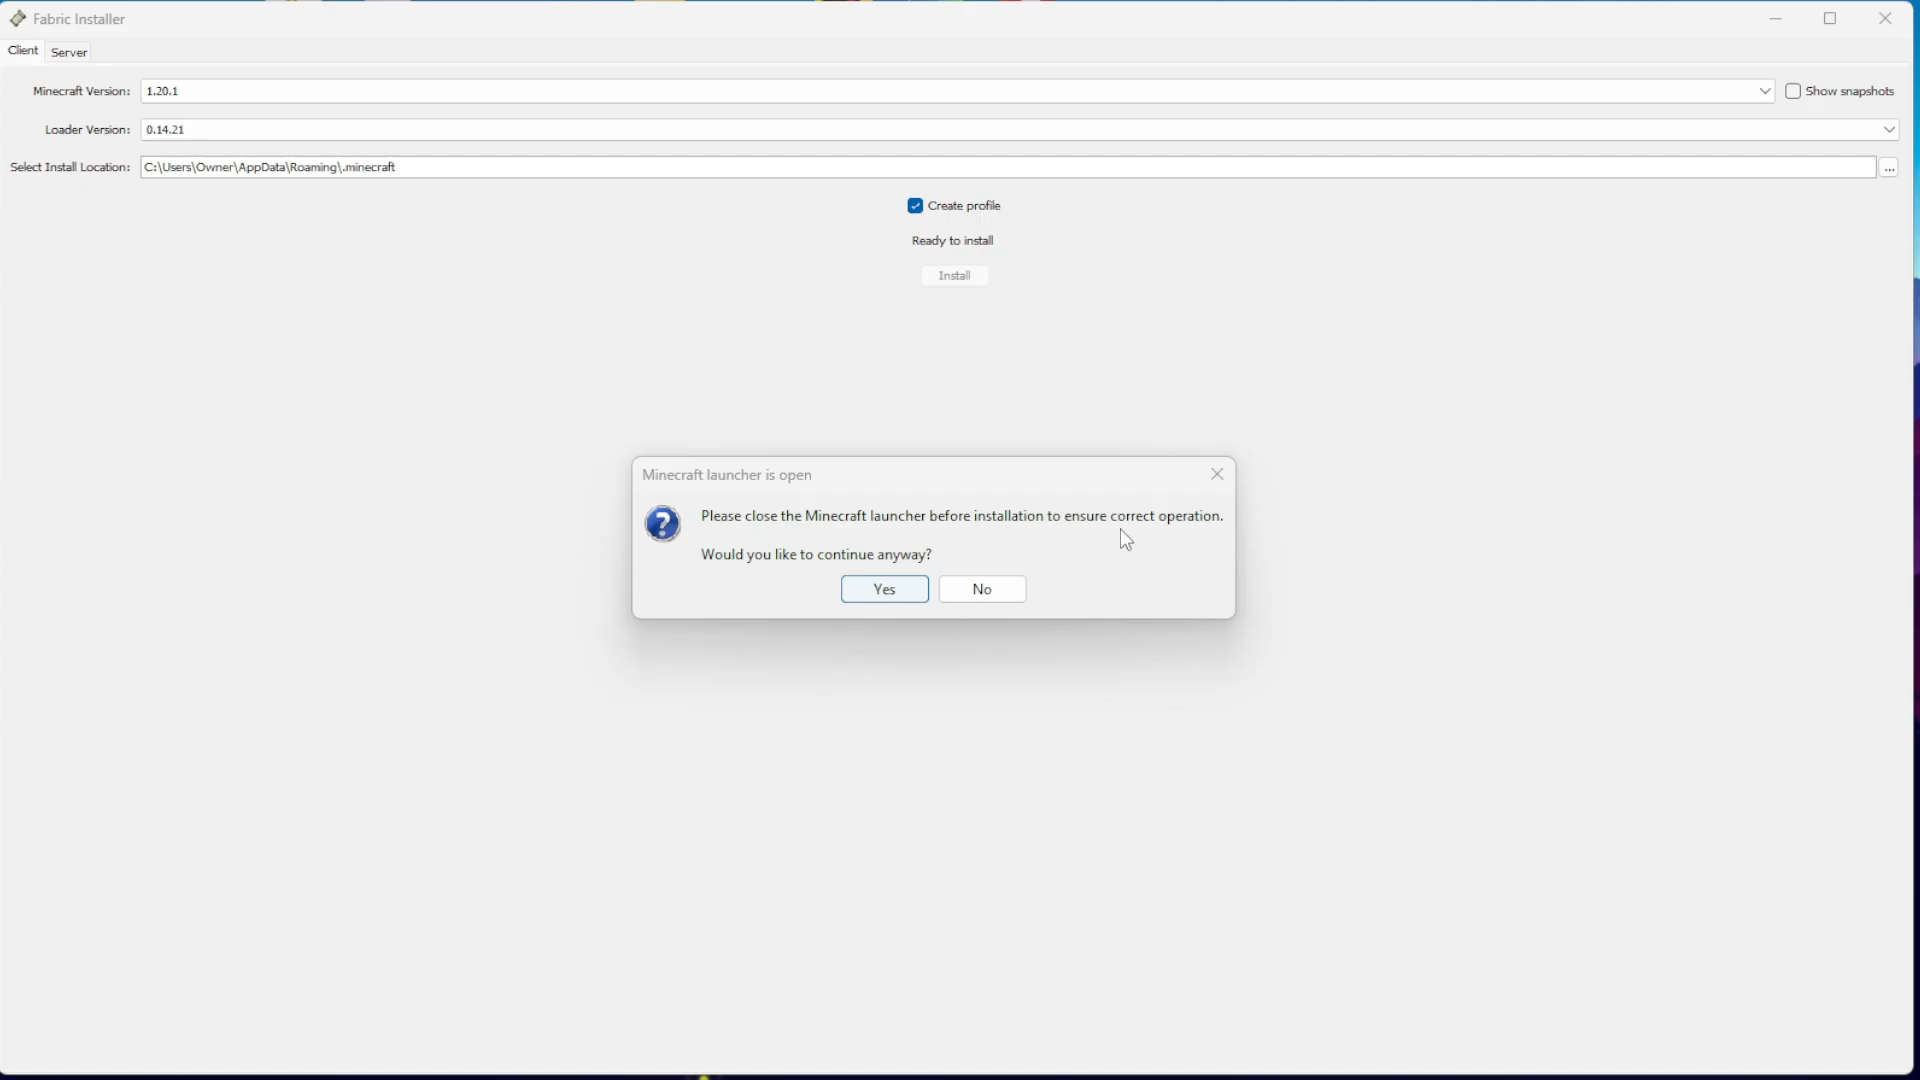 Fabric Installer
Client Server
Minecraft Version: 1.20.1 Show snapshots
Loader Version: 0.14.21
Select Install Location: C:\Users\Owner\AppData\Roaming\.minecraft ...
Create profile
Ready to install
Install
Minecraft launcher is open
Please close the Minecraft launcher before installation to ensure correct operation.
Would you like to continue anyway?
Yes No